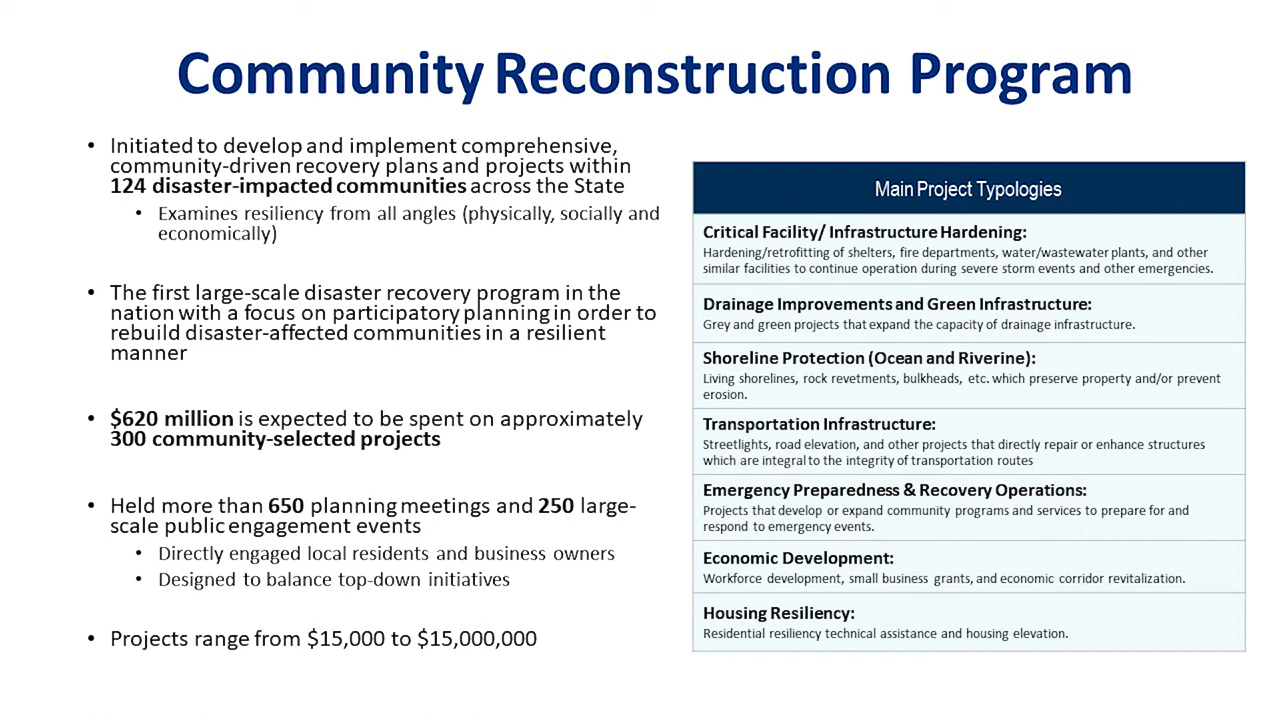 Community Reconstruction Program
• Initiated to develop and implement comprehensive,
community-driven recovery plans and projects within
124 disaster-impacted communities across the State
• Examines resiliency from all angles (physically, socially and
economically)
• The first large-scale disaster recovery program in the
nation with a focus on participatory planning in order to
rebuild disaster-affected communities in a resilient
manner
• $620 million is expected to be spent on approximately
300 community-selected projects
• Held more than 650 planning meetings and 250 large-
scale public engagement events
• Directly engaged local residents and business owners
• Designed to balance top-down initiatives
• Projects range from $15,000 to $15,000,000
Main Project Typologies
Critical Facility/ Infrastructure Hardening:
Hardening/retrofitting of shelters, fire departments, water/wastewater plants, and other
similar facilities to continue operation during severe storm events and other emergencies.
Drainage Improvements and Green Infrastructure:
Grey and green projects that expand the capacity of drainage infrastructure.
Shoreline Protection (Ocean and Riverine):
Living shorelines, rock revetments, bulkheads, etc. which preserve property and/or prevent
erosion.
Transportation Infrastructure:
Streetlights, road elevation, and other projects that directly repair or enhance structures
which are integral to the integrity of transportation routes
Emergency Preparedness & Recovery Operations:
Projects that develop or expand community programs and services to prepare for and
respond to emergency events.
Economic Development:
Workforce development, small business grants, and economic corridor revitalization.
Housing Resiliency:
Residential resiliency technical assistance and housing elevation.